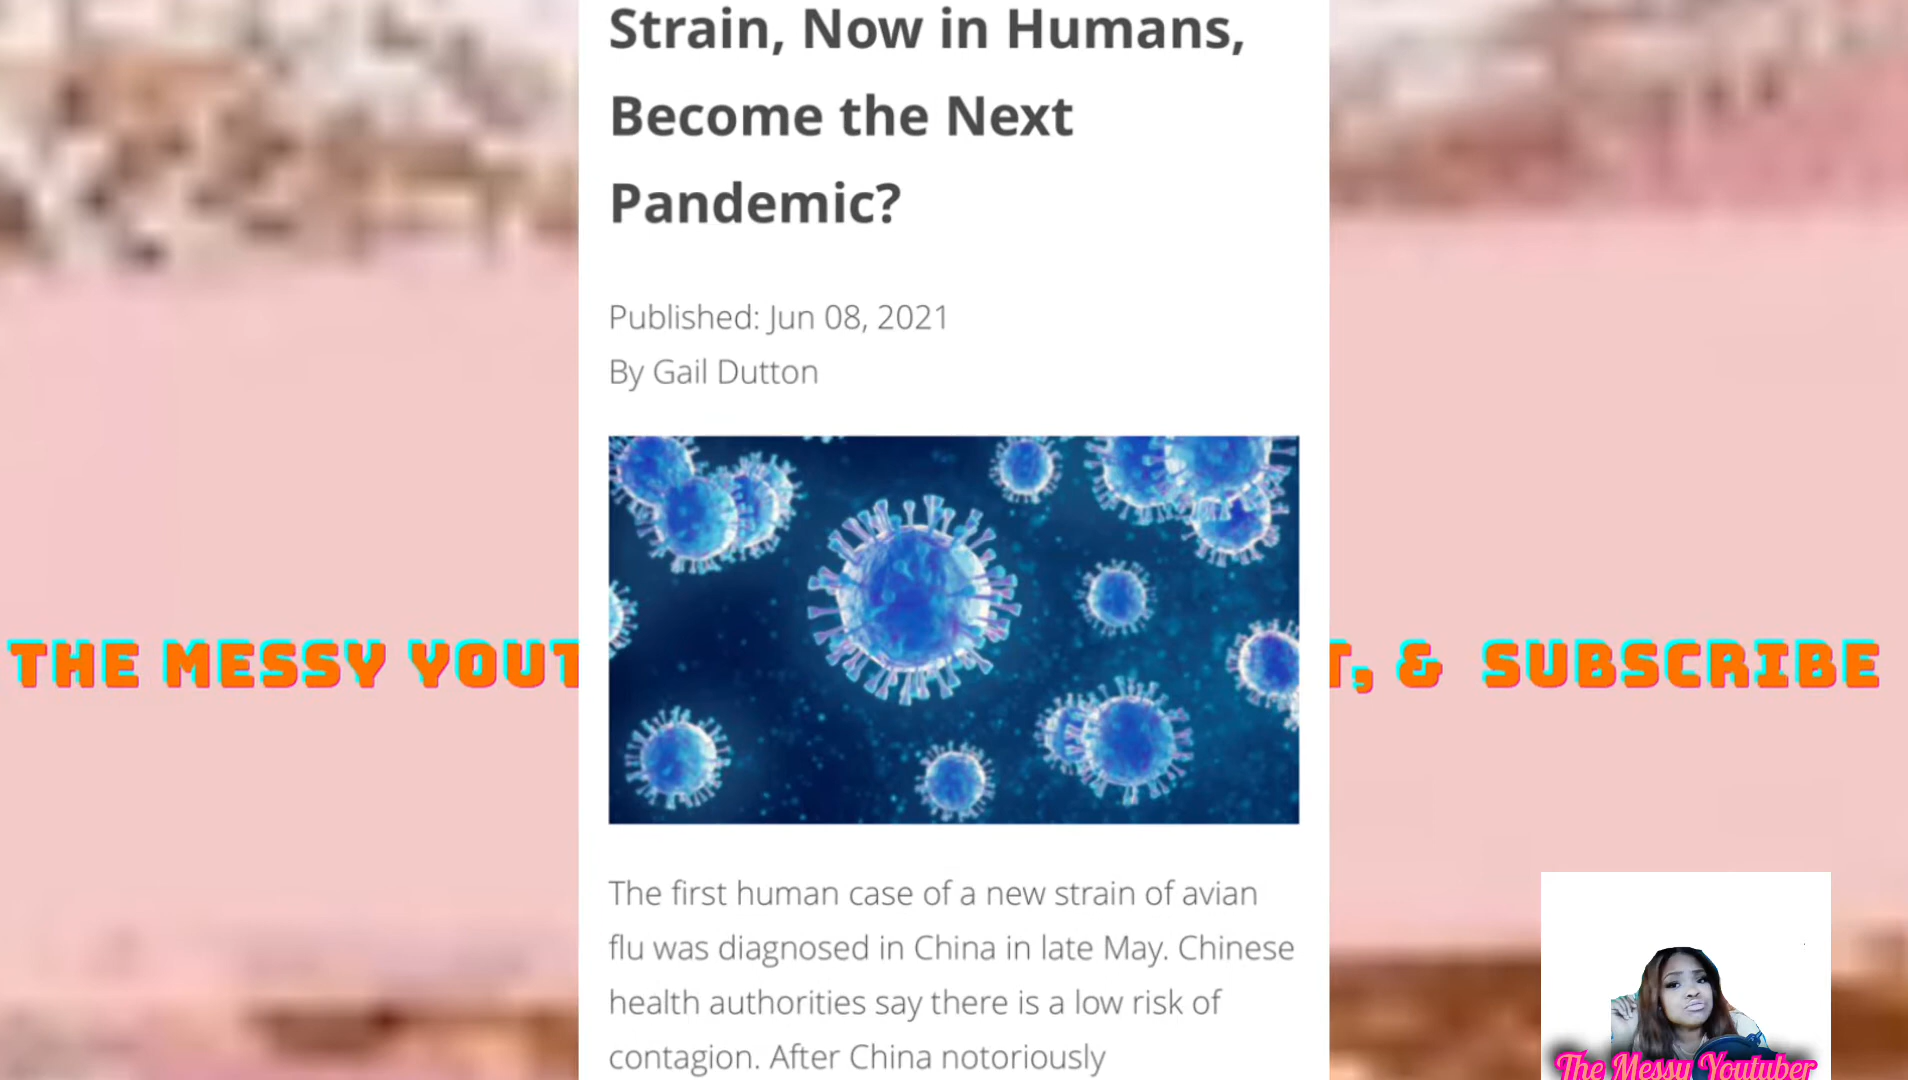 Strain, Now in Humans,
Become the Next
Pandemic?
Published: Jun 08, 2021
By Gail Dutton
THE MESSY YOUT
T, & SUBSCRIBE
The first human case of a new strain of avian
flu was diagnosed in China in late May. Chinese
health authorities say there is a low risk of
contagion. After China notoriously
The Messy Youtuber